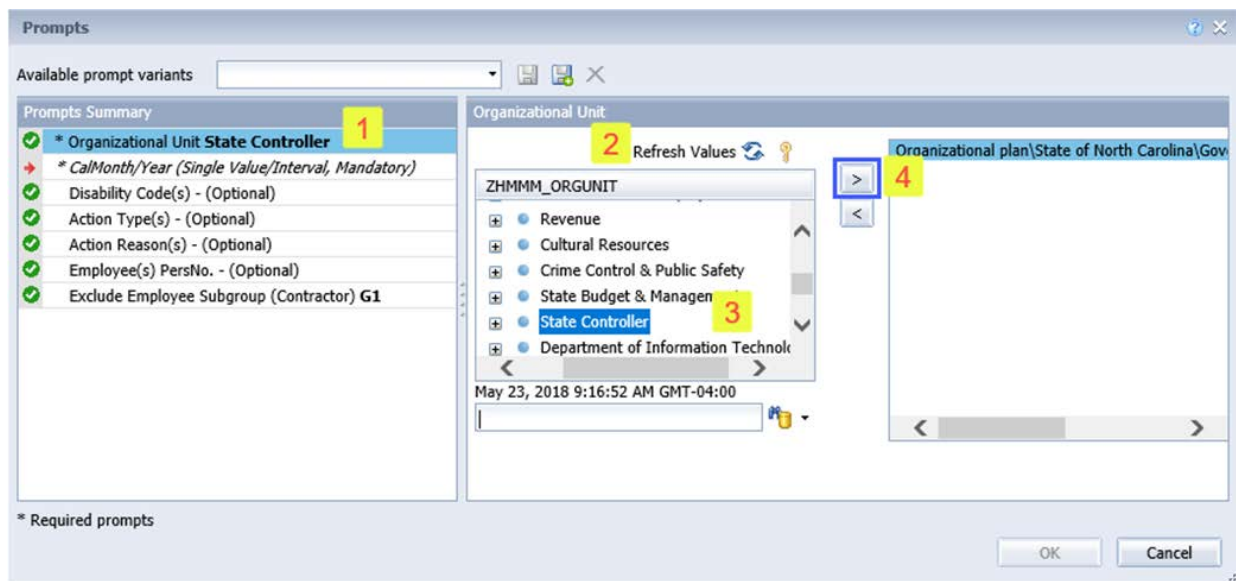 Prompts
Available prompt variants
Prompts Summary
1
* Organizational Unit State Controller
* CalMonth/Year (Single Value/Interval, Mandatory)
Disability Code(s) - (Optional)
Action Type(s) - (Optional)
Action Reason(s) - (Optional)
Employee(s) PersNo. - (Optional)
Exclude Employee Subgroup (Contractor) G1
Organizational Unit
2 Refresh Values
ZHMMM_ORGUNIT
Revenue
Cultural Resources
Crime Control & Public Safety
State Budget &
State Controller 3
Department of Information
May 23, 2018 9:16:52 AM GMT-04:00
> 4
<
Organizational plan\State of North Carolina\Gov
* Required prompts
OK Cancel